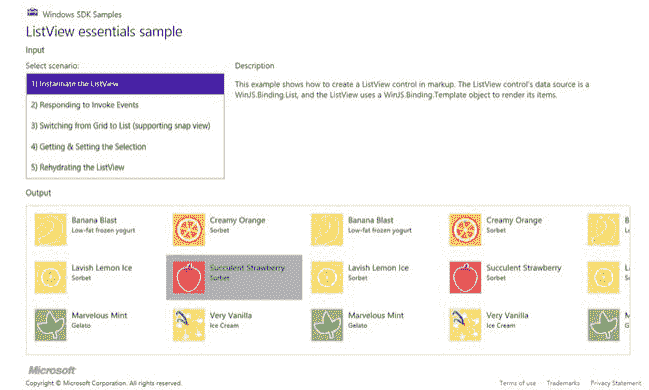 Windows SDK Samples
ListView essentials sample
Input
Select scenario:
Description
1) Instantiate the ListView
2) Responding to Invoke Events
3) Switching from Grid to List (supporting snap view)
4) Getting & Setting the Selection
5) Rehydrating the ListView
This example shows how to create a ListView control in markup. The ListView control's data source is a
WinJS.Binding.List, and the ListView uses a WinJS.Binding.Template object to render its items.
Output
Banana Blast
Low-fat frozen yogurt
Creamy Orange
Sorbet
Banana Blast
Low-fat frozen yogurt
Creamy Orange
Sorbet
B
L
Lavish Lemon Ice
Sorbet
Succulent Strawberry
Sorbet
Lavish Lemon Ice
Sorbet
Succulent Strawberry
Sorbet
L
S
Marvelous Mint
Gelato
Very Vanilla
Ice Cream
Marvelous Mint
Gelato
Very Vanilla
Ice Cream
M
G
Microsoft
Copyright © Microsoft Corporation. All rights reserved.
Terms of use Trademarks Privacy Statement